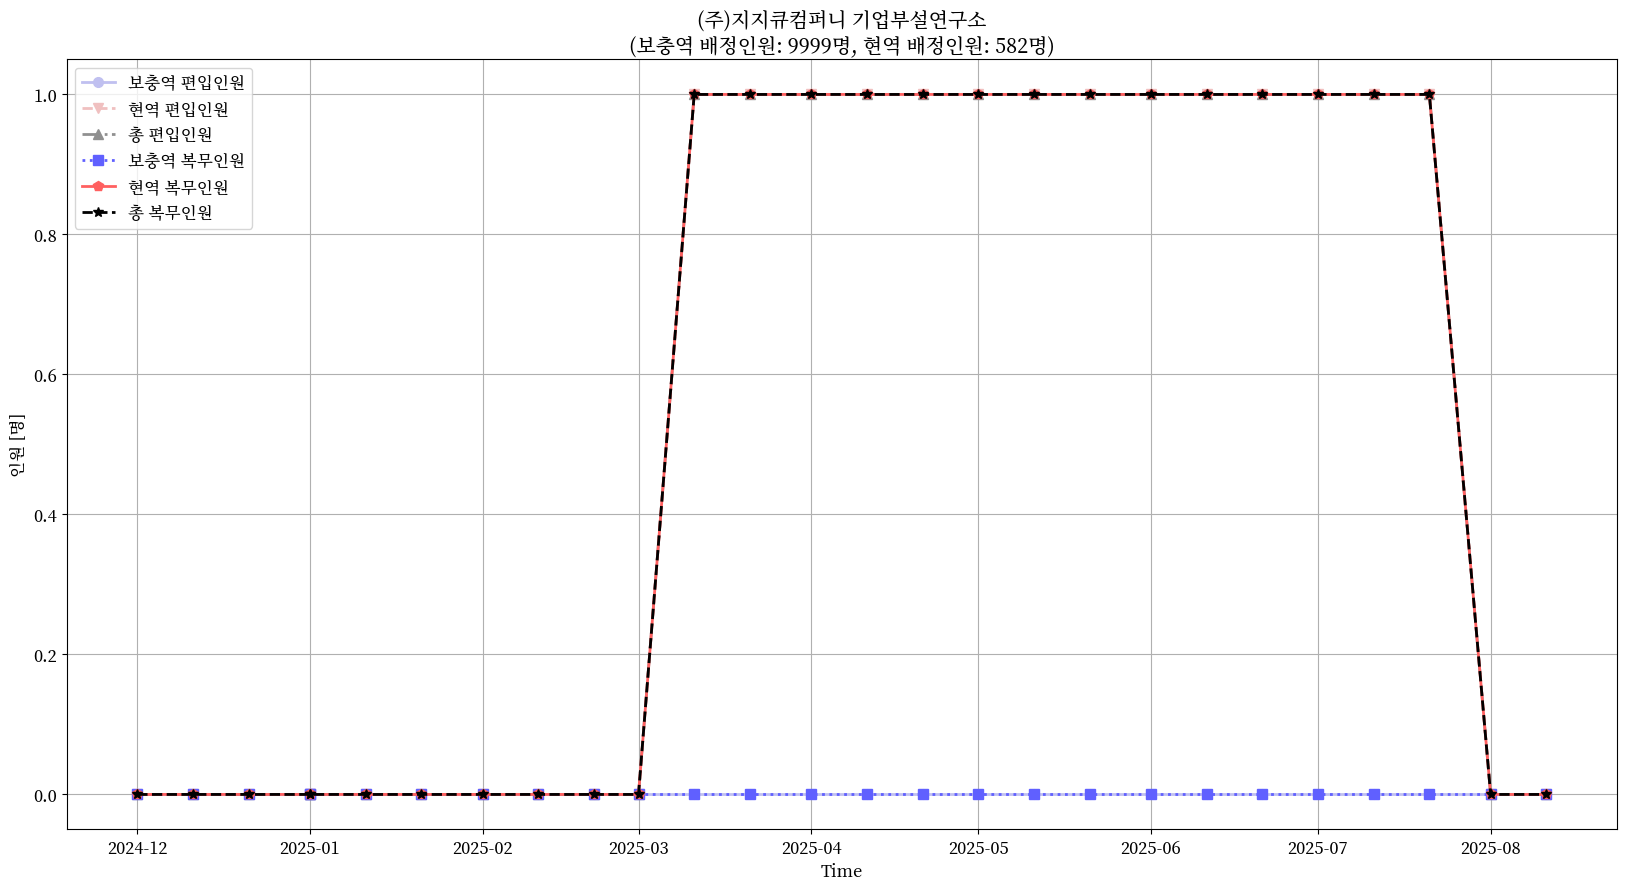 (주)지지큐컴퍼니 기업부설연구소
(보충역 배정인원: 9999명, 현역 배정인원: 582명)
보충역 편입인원
현역 편입인원
총 편입인원
보충역 복무인원
현역 복무인원
총 복무인원
인원 [명]
1.0
0.8
0.6
0.4
0.2
0.0
2024-12
2025-01
2025-02
2025-03
2025-04
2025-05
2025-06
2025-07
2025-08
Time